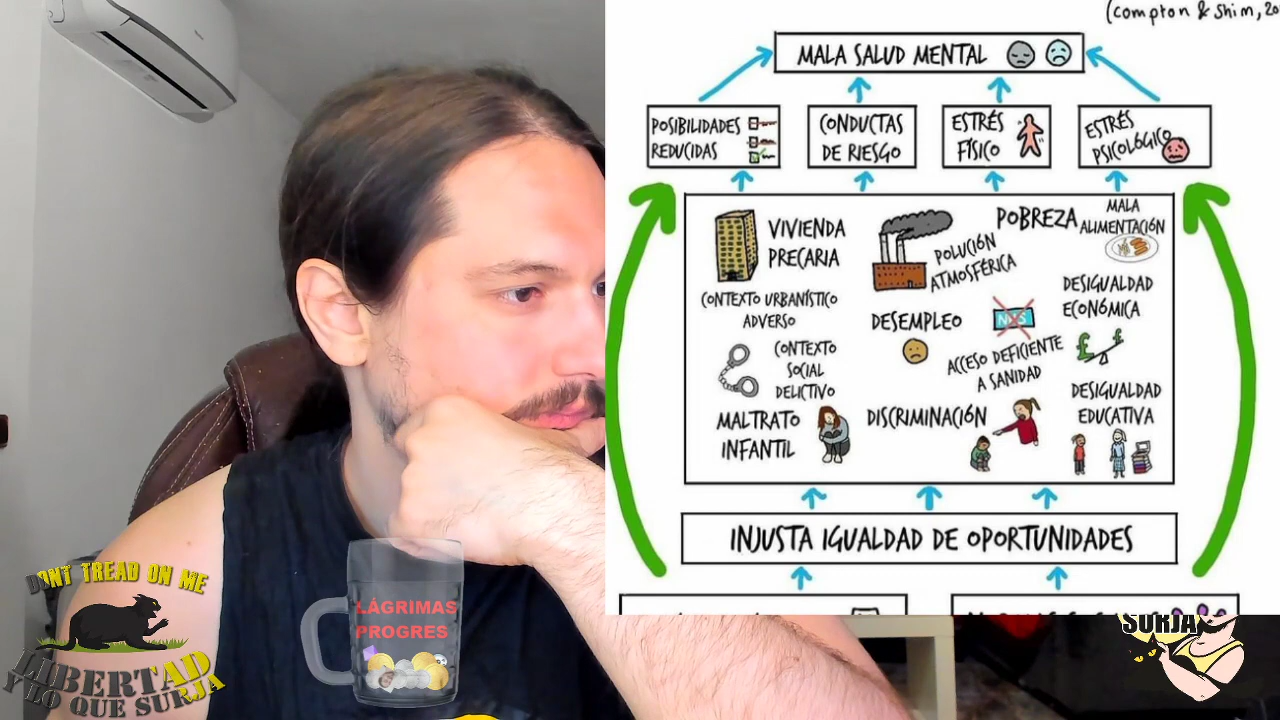 (compton & Shim, 20
MALA SALUD MENTAL
POSIBILIDADES
REDUCIDAS
CONDUCTAS
DE RIESGO
ESTRÉS
FÍSICO
ESTRÉS
PSICOLÓGICO
VIVIENDA
PRECARIA
POLUCIÓN
ATMOSFÉRICA
POBREZA
MALA
ALIMENTACIÓN
CONTEXTO URBANÍSTICO
ADVERSO
DESEMPLEO
NHS
DESIGUALDAD
ECONÓMICA
CONTEXTO
SOCIAL
DELICTIVO
ACCESO DEFICIENTE
A SANIDAD
MALTRATO
INFANTIL
DISCRIMINACIÓN
DESIGUALDAD
EDUCATIVA
INJUSTA IGUALDAD DE OPORTUNIDADES
DONT TREAD ON ME
LIBERTAD
Y LO QUE SURJA
LÁGRIMAS
PROGRES
SURJA